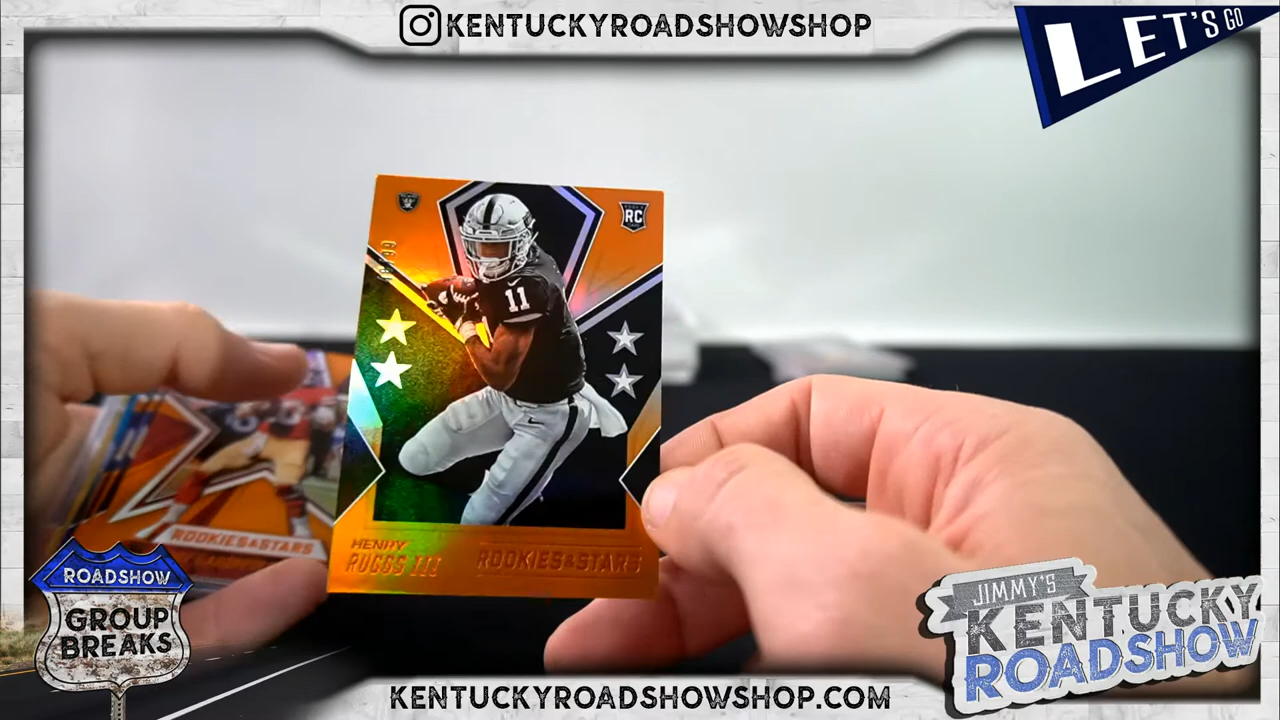 KENTUCKYROADSHOWSHOP
LET'S GO
RC
11
HENRY
RUGGS III
ROOKIES & STARS
ROOKIES & STARS
ROADSHOW
GROUP
BREAKS
JIMMY'S
KENTUCKY
ROADSHOW
KENTUCKYROADSHOWSHOP.COM